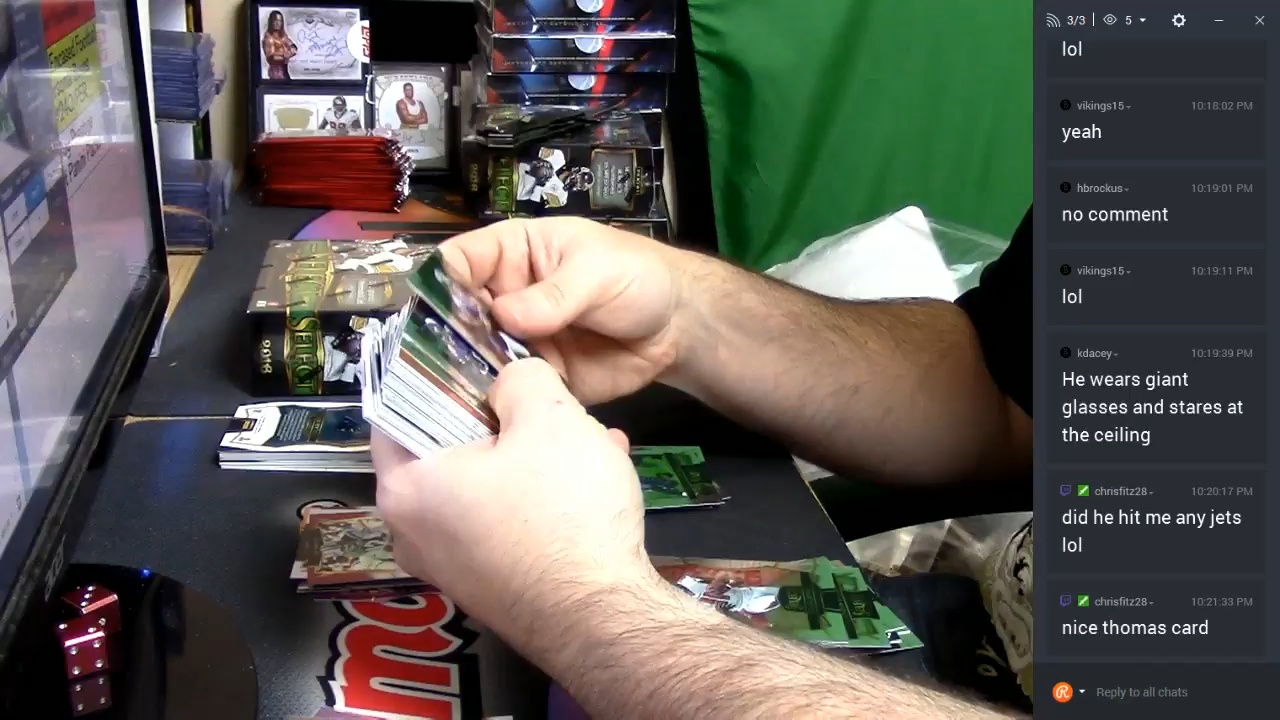 3/3
5
lol
vikings15
10:18:02 PM
yeah
hbrockus
10:19:01 PM
no comment
vikings15
10:19:11 PM
lol
kdacey
10:19:39 PM
He wears giant
glasses and stares at
the ceiling
chrisfitz28
10:20:17 PM
did he hit me any jets
lol
chrisfitz28
10:21:33 PM
nice thomas card
Reply to all chats
SELECT
2018
SELECT
2018